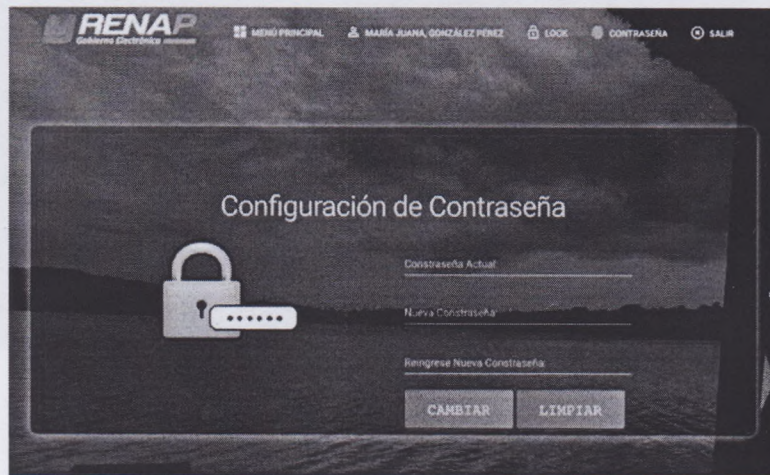 RENAP
Gobierno Electrónico
MENÚ PRINCIPAL
MARÍA JUANA, GONZÁLEZ PÉREZ
LOCK
CONTRASEÑA
SALIR
Configuración de Contraseña
Constraseña Actual:
Nueva Constraseña:
Reingrese Nueva Constraseña:
CAMBIAR
LIMPIAR